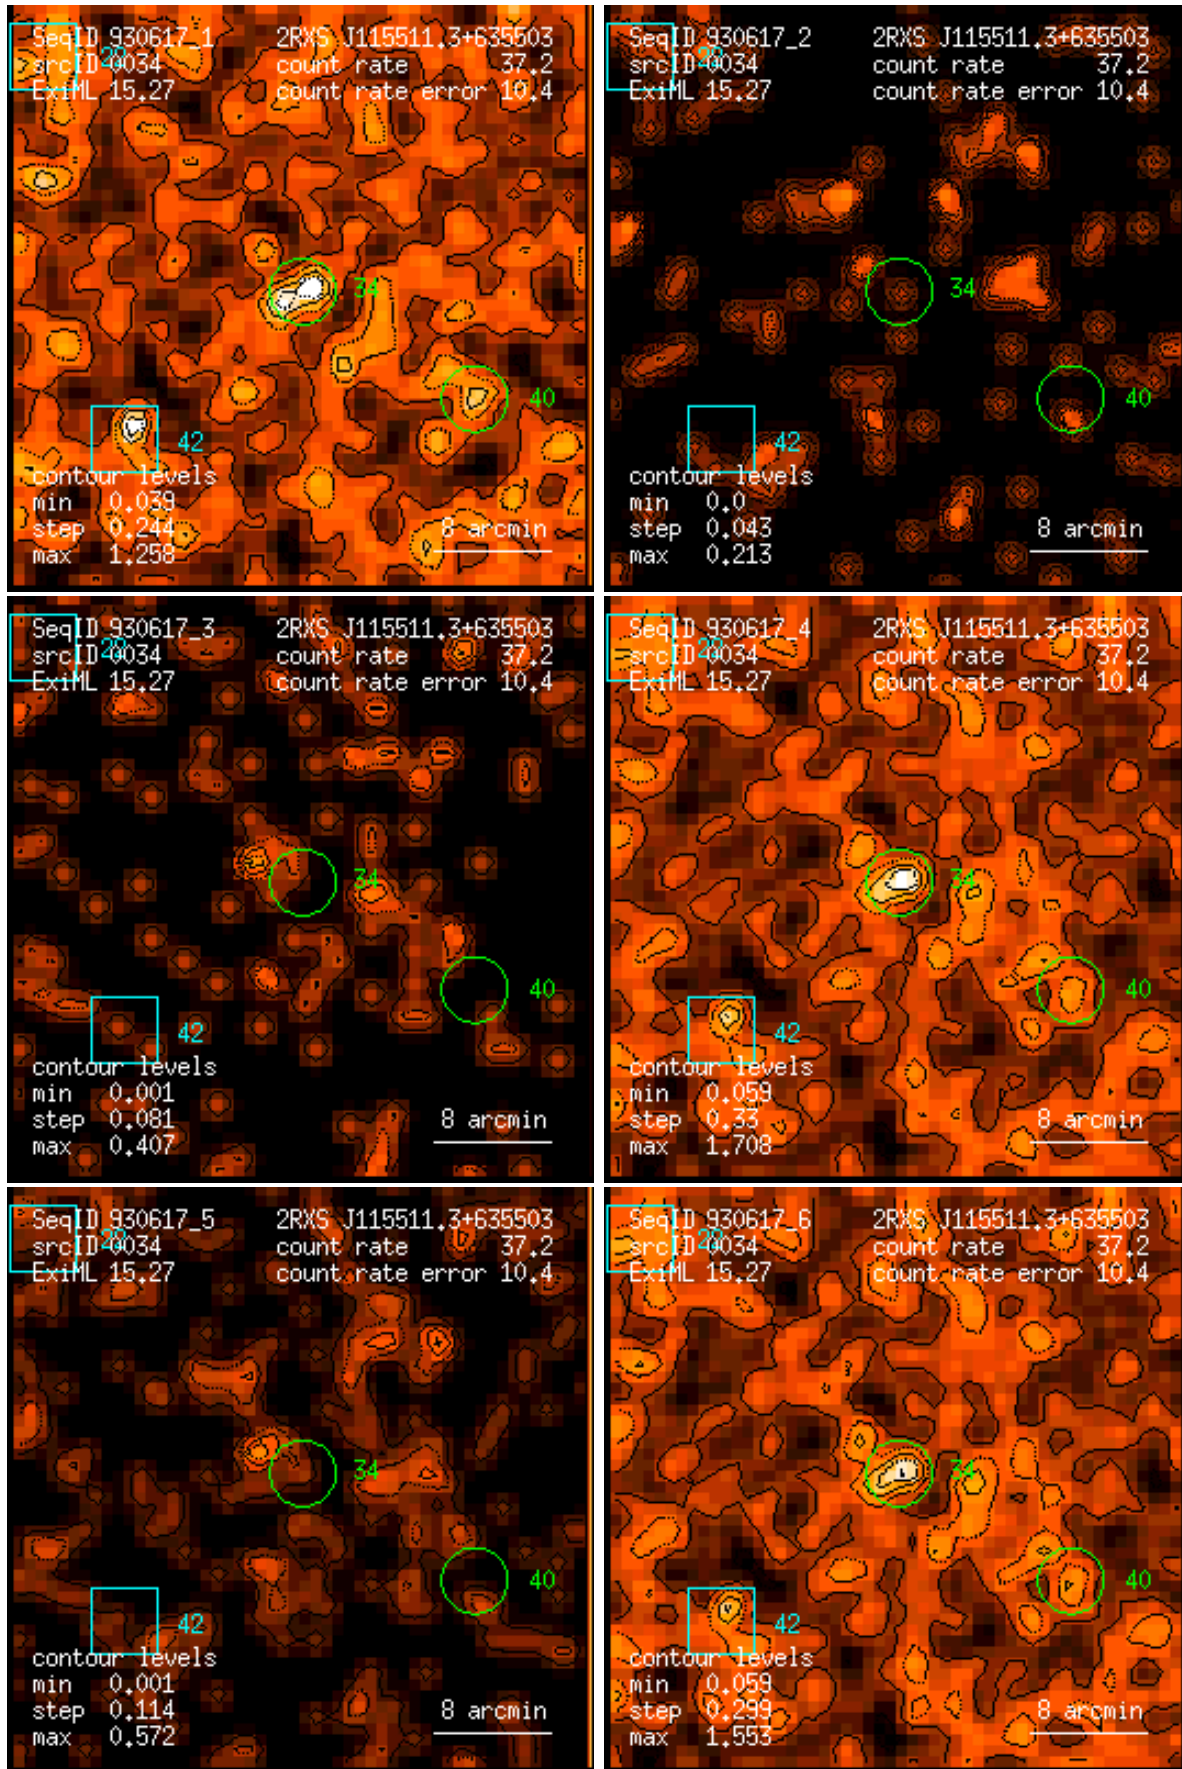 SeqID 930617_1 2RXS J115511.3+635503
srcID 0034 count rate 37.2
ExiML 15.27 count rate error 10.4
34
40
42
contour levels
min 0.039
step 0.244 8 arcmin
max 1.258
SeqID 930617_2 2RXS J115511.3+635503
srcID 0034 count rate 37.2
ExiML 15.27 count rate error 10.4
34
40
42
contour levels
min 0.0
step 0.043 8 arcmin
max 0.213
SeqID 930617_3 2RXS J115511.3+635503
srcID 0034 count rate 37.2
ExiML 15.27 count rate error 10.4
34
40
42
contour levels
min 0.001
step 0.081 8 arcmin
max 0.407
SeqID 930617_4 2RXS J115511.3+635503
srcID 0034 count rate 37.2
ExiML 15.27 count rate error 10.4
34
40
42
contour levels
min 0.059
step 0.33 8 arcmin
max 1.708
SeqID 930617_5 2RXS J115511.3+635503
srcID 0034 count rate 37.2
ExiML 15.27 count rate error 10.4
34
40
42
contour levels
min 0.001
step 0.114 8 arcmin
max 0.572
SeqID 930617_6 2RXS J115511.3+635503
srcID 0034 count rate 37.2
ExiML 15.27 count rate error 10.4
34
40
42
contour levels
min 0.059
step 0.299 8 arcmin
max 1.553